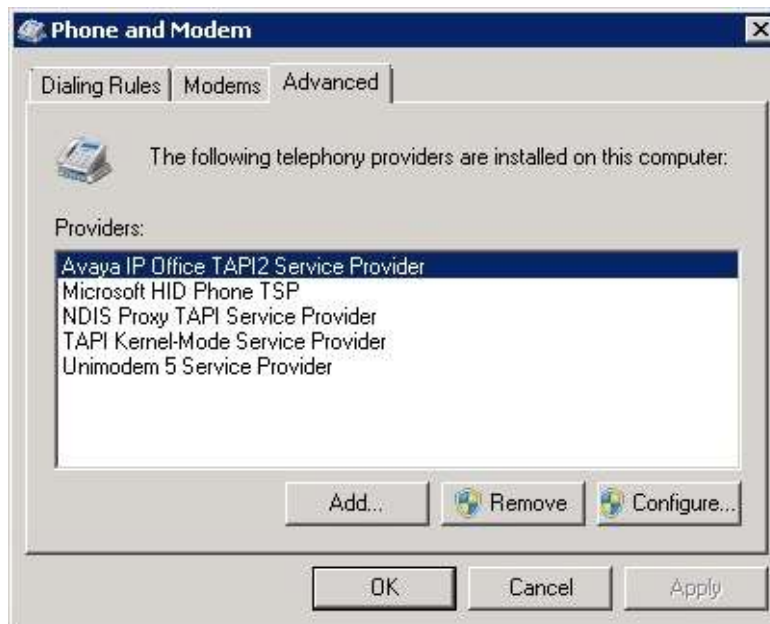 Phone and Modem
Dialing Rules Modems Advanced
The following telephony providers are installed on this computer:
Providers:
Avaya IP Office TAPI2 Service Provider
Microsoft HID Phone TSP
NDIS Proxy TAPI Service Provider
TAPI Kernel-Mode Service Provider
Unimodem 5 Service Provider
Add... Remove Configure...
OK Cancel Apply